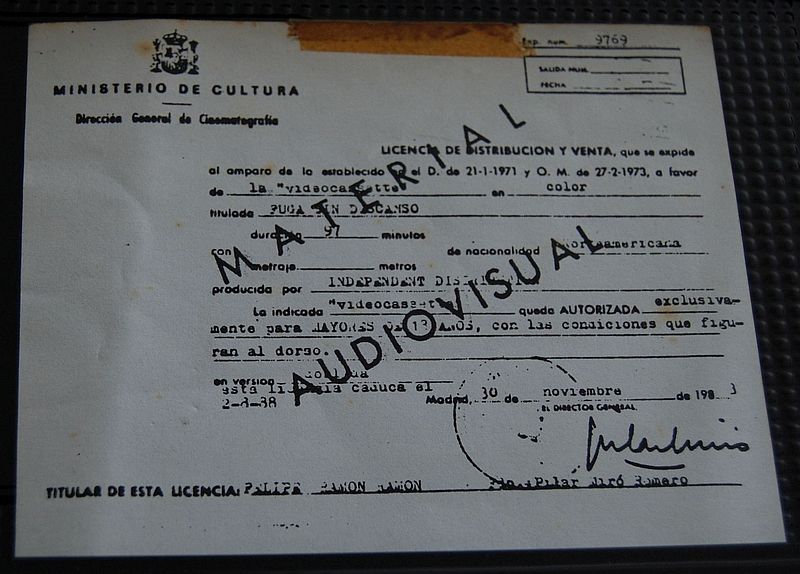 Exp. num. 9769
SALIDA NUM.
FECHA
MINISTERIO DE CULTURA
Dirección General de Cinematografía
LICENCIA DE DISTRIBUCION Y VENTA, que se expide
al amparo de lo establecido el D. de 21-1-1971 y O. M. de 27-2-1973, a favor
de la "videocassette en color
titulada FUGA SIN DESCANSO
duración 97 minutos
con metraje metros de nacionalidad norteamericana
producida por INDEPENDENT
La indicada "videocassette queda AUTORIZADA exclusiva-
mente para MAYORES DE 13 AÑOS, con las condiciones que figu-
ran al dorso.
en versión
esta licencia caduca el
2-8-88
Madrid, 30 de noviembre de 1983
EL DIRECTOR GENERAL
TITULAR DE ESTA LICENCIA: FELIPE RAMON RAMON
Pilar Miró Romero
MATERIAL
AUDIOVISUAL